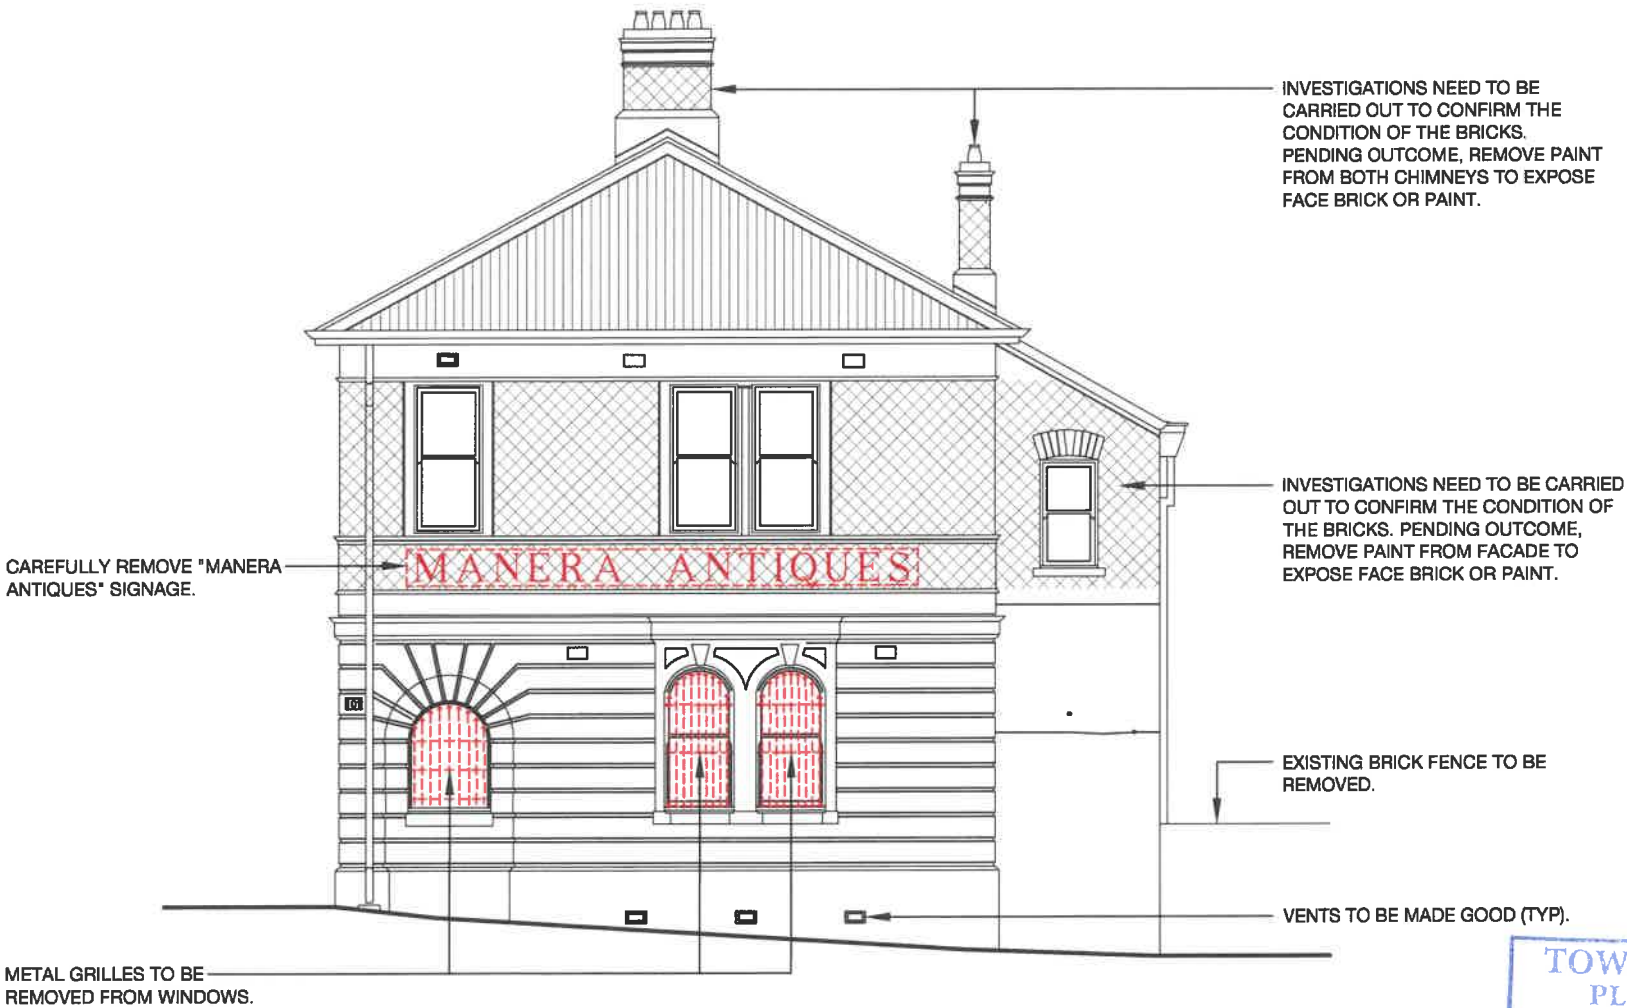 INVESTIGATIONS NEED TO BE
CARRIED OUT TO CONFIRM THE
CONDITION OF THE BRICKS.
PENDING OUTCOME, REMOVE PAINT
FROM BOTH CHIMNEYS TO EXPOSE
FACE BRICK OR PAINT.
INVESTIGATIONS NEED TO BE CARRIED
OUT TO CONFIRM THE CONDITION OF
THE BRICKS. PENDING OUTCOME,
REMOVE PAINT FROM FACADE TO
EXPOSE FACE BRICK OR PAINT.
CAREFULLY REMOVE "MANERA
ANTIQUES" SIGNAGE.
MANERA ANTIQUES
EXISTING BRICK FENCE TO BE
REMOVED.
VENTS TO BE MADE GOOD (TYP).
METAL GRILLES TO BE
REMOVED FROM WINDOWS.
TOW
PL